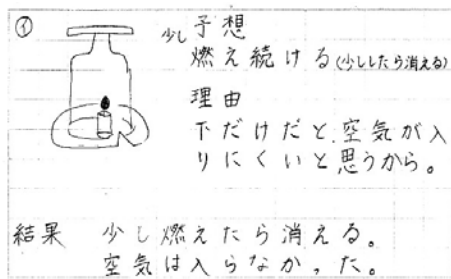 ①
少し予想
燃え続ける(少ししたら消える)
理由
下だけだと、空気が入
りにくいと思うから。
結果 少し燃えたら消える。
空気は入らなかった。